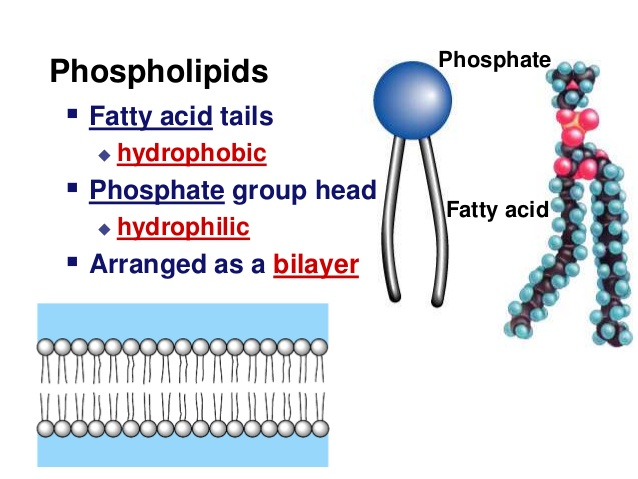 Phospholipids
▪ Fatty acid tails
◆ hydrophobic
▪ Phosphate group head
◆ hydrophilic
▪ Arranged as a bilayer
Phosphate
Fatty acid